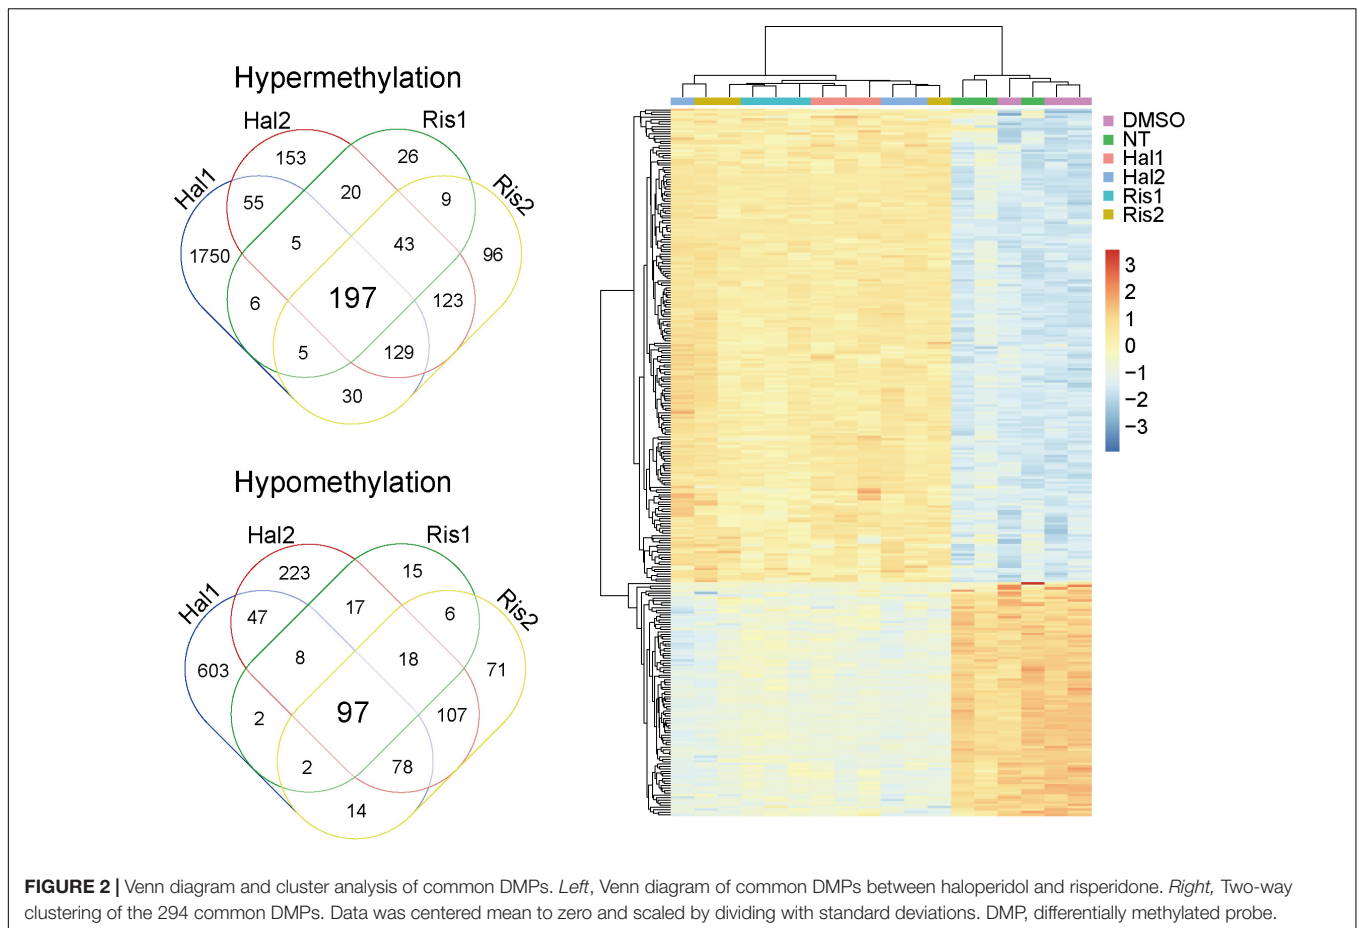 Hypermethylation
Hal2
Ris1
Hal1
Ris2
153
26
55
20
9
1750
5
43
96
6
197
123
5
129
30
Hypomethylation
Hal2
Ris1
Hal1
Ris2
223
15
47
17
6
603
8
18
71
2
97
107
2
78
14
DMSO
NT
Hal1
Hal2
Ris1
Ris2
3
2
1
0
−1
−2
−3
FIGURE 2 | Venn diagram and cluster analysis of common DMPs. Left, Venn diagram of common DMPs between haloperidol and risperidone. Right, Two-way
clustering of the 294 common DMPs. Data was centered mean to zero and scaled by dividing with standard deviations. DMP, differentially methylated probe.